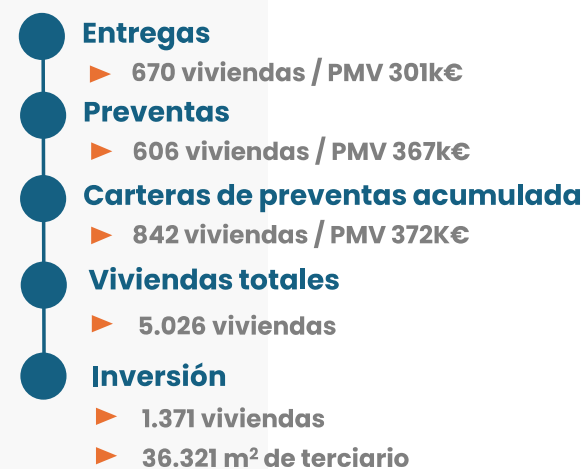 Entregas
670 viviendas / PMV 301k€
Preventas
606 viviendas / PMV 367k€
Carteras de preventas acumulada
842 viviendas / PMV 372K€
Viviendas totales
5.026 viviendas
Inversión
1.371 viviendas
36.321 m² de terciario